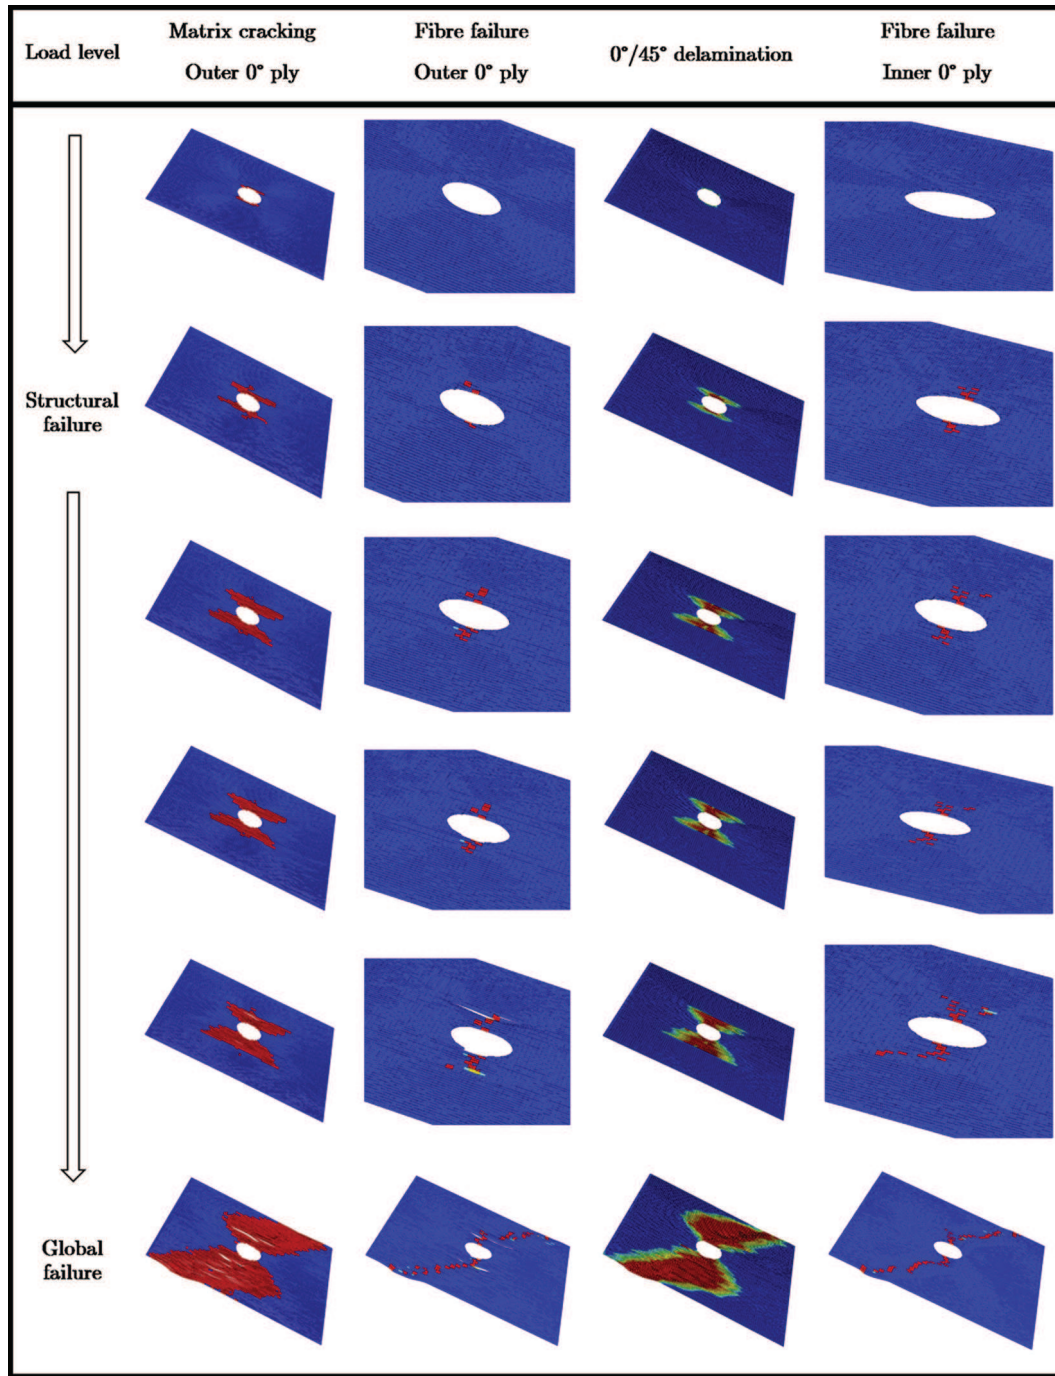 Load level
Matrix cracking
Outer 0° ply
Fibre failure
Outer 0° ply
0°/45° delamination
Fibre failure
Inner 0° ply
Structural
failure
Global
failure